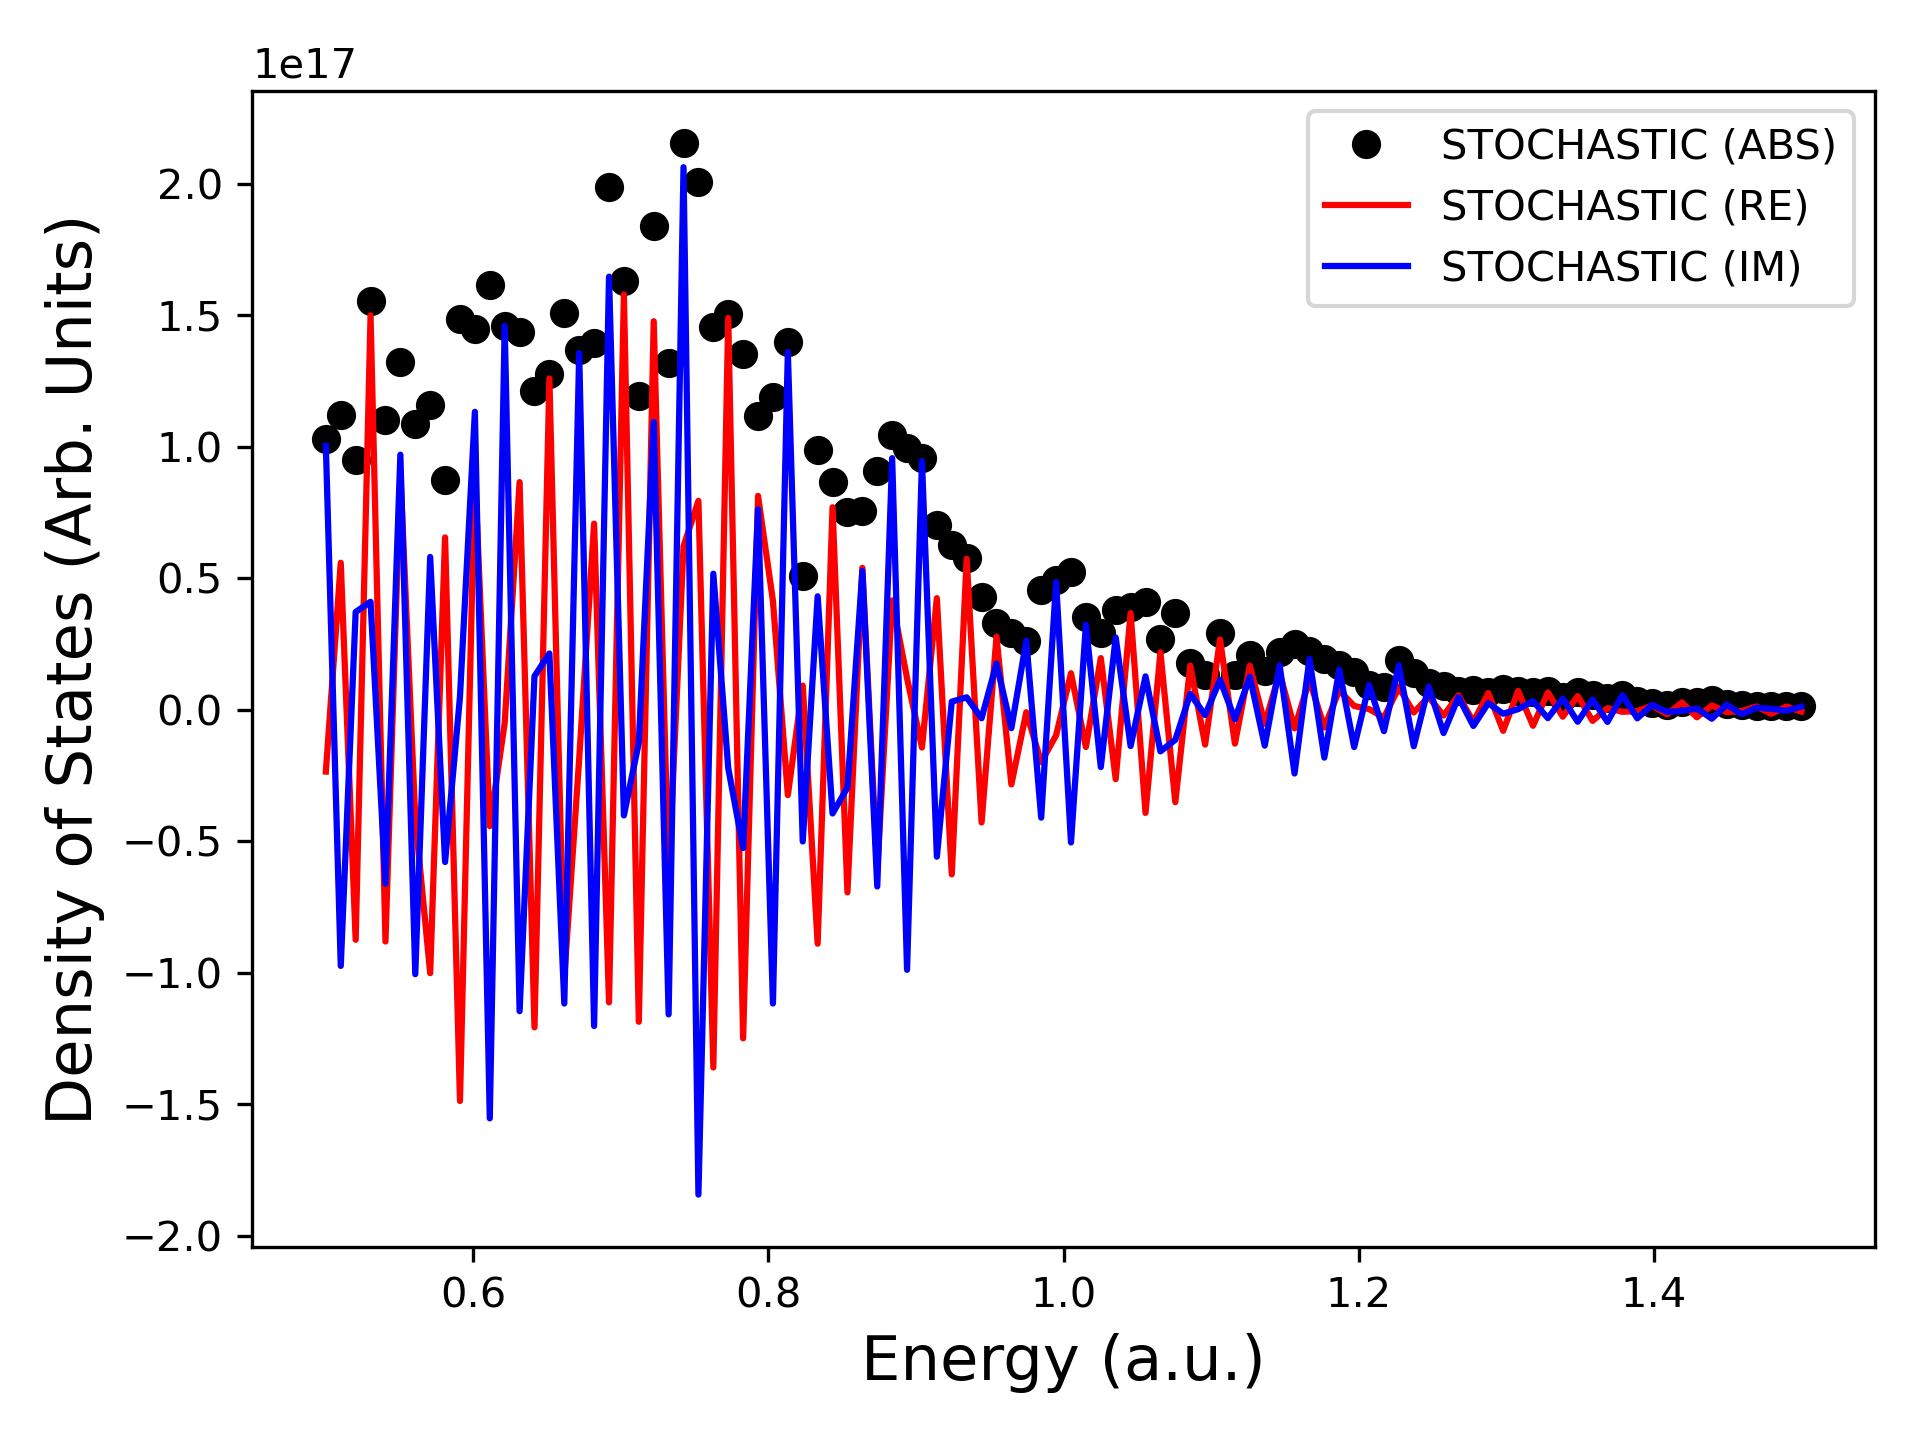 1e17
STOCHASTIC (ABS)
STOCHASTIC (RE)
STOCHASTIC (IM)
2.0
1.5
1.0
0.5
0.0
−0.5
−1.0
−1.5
−2.0
Density of States (Arb. Units)
0.6 0.8 1.0 1.2 1.4
Energy (a.u.)